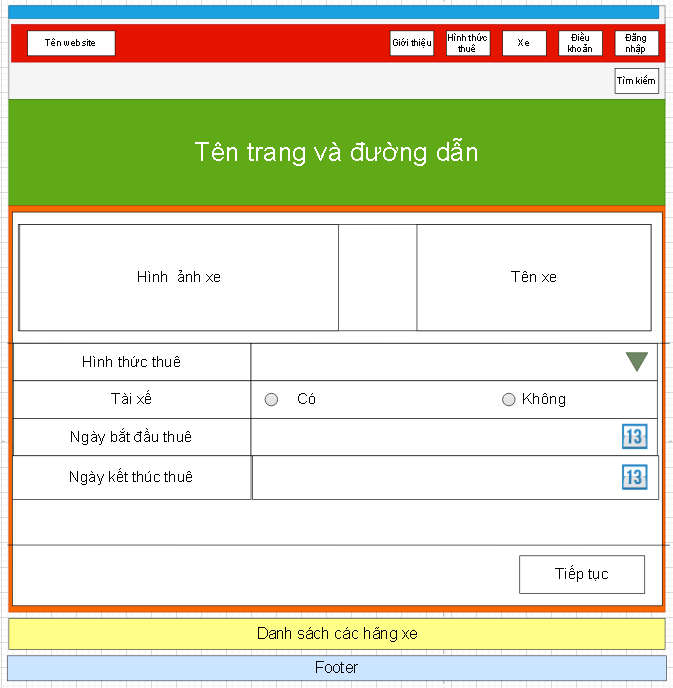 Tên website
Giới thiệu
Hình thức
thuê
Xe
Điều
khoản
Đăng
nhập
Tìm kiếm
Tên trang và đường dẫn
Hình ảnh xe
Tên xe
Hình thức thuê
Tài xế
Có
Không
Ngày bắt đầu thuê
13
Ngày kết thúc thuê
13
Tiếp tục
Danh sách các hãng xe
Footer